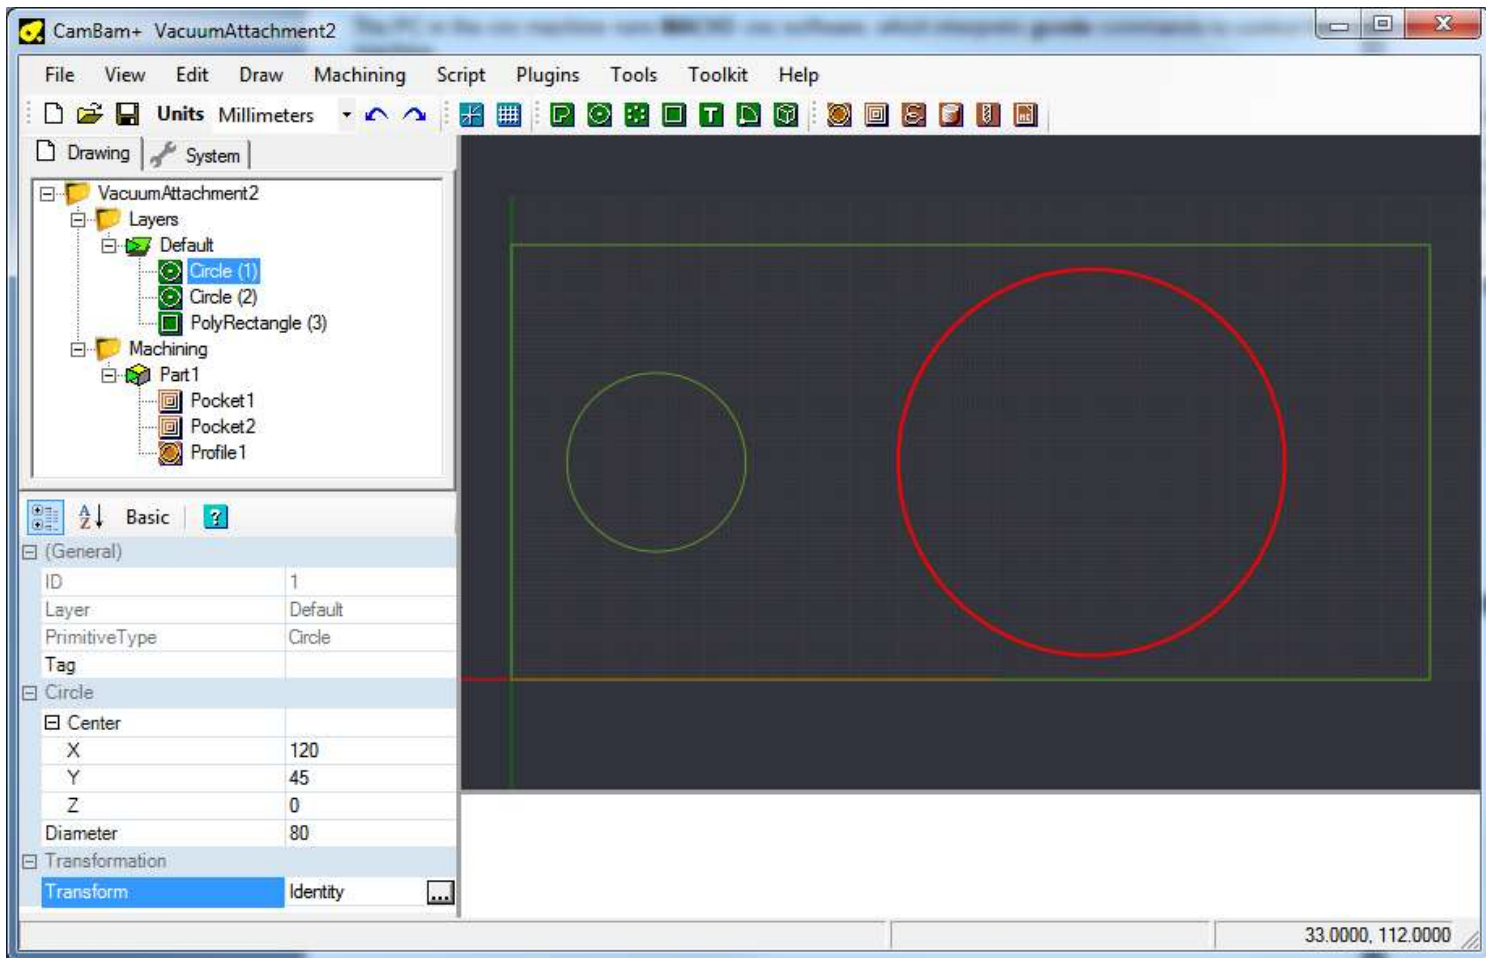 CamBam+ VacuumAttachment2
File View Edit Draw Machining Script Plugins Tools Toolkit Help
Units Millimeters
Drawing System
VacuumAttachment2
Layers
Default
Circle (1)
Circle (2)
PolyRectangle (3)
Machining
Part1
Pocket1
Pocket2
Profile1
Basic
(General)
ID 1
Layer Default
PrimitiveType Circle
Tag
Circle
Center
X 120
Y 45
Z 0
Diameter 80
Transformation
Transform Identity ...
33.0000, 112.0000